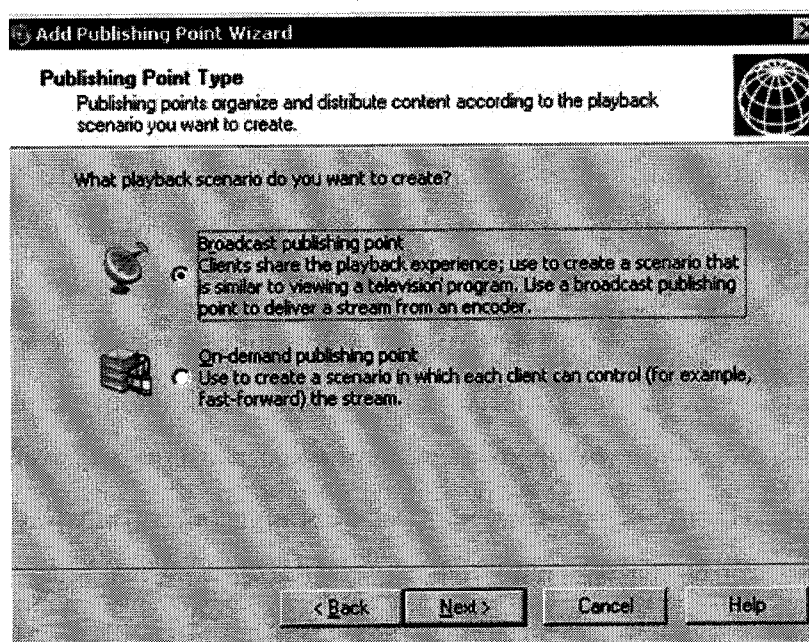 Add Publishing Point Wizard
Publishing Point Type
Publishing points organize and distribute content according to the playback
scenario you want to create.
What playback scenario do you want to create?
Broadcast publishing point
Clients share the playback experience; use to create a scenario that
is similar to viewing a television program. Use a broadcast publishing
point to deliver a stream from an encoder.
On-demand publishing point
Use to create a scenario in which each client can control (for example,
fast-forward) the stream.
< Back
Next >
Cancel
Help